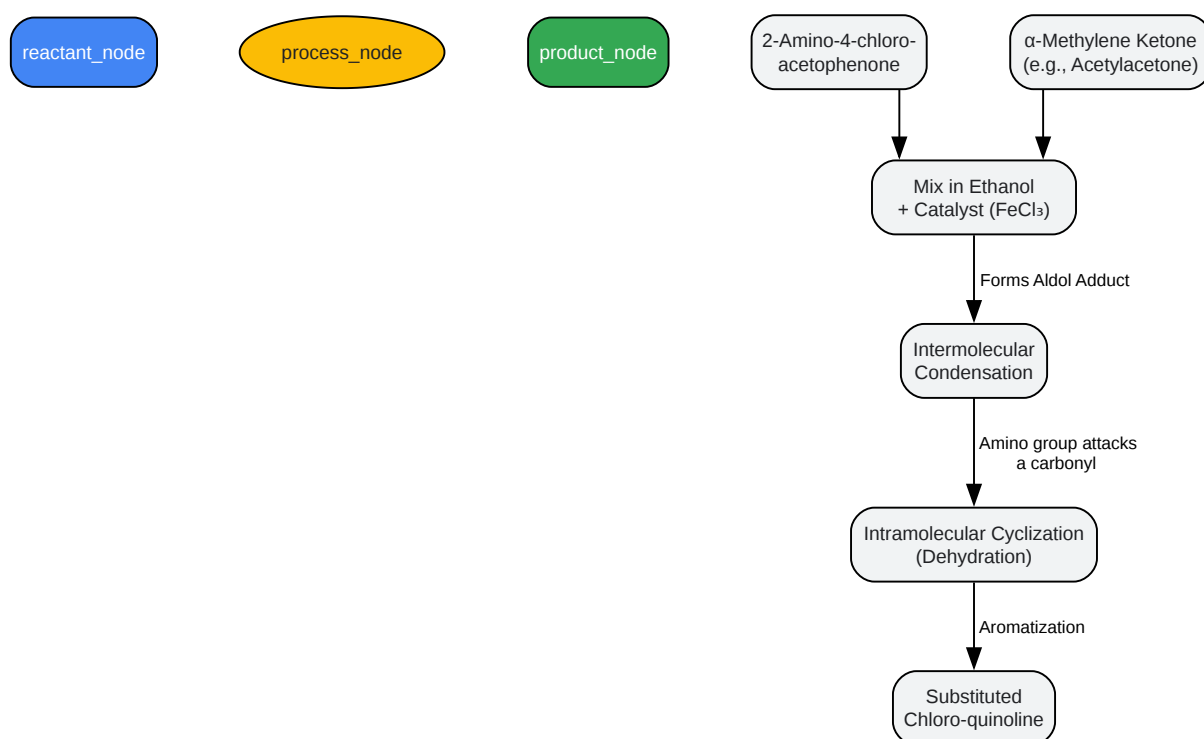 reactant_node
process_node
product_node
2-Amino-4-chloro-
acetophenone
α-Methylene Ketone
(e.g., Acetylacetone)
Mix in Ethanol
+ Catalyst (FeCl₃)
Forms Aldol Adduct
Intermolecular
Condensation
Amino group attacks
a carbonyl
Intramolecular Cyclization
(Dehydration)
Aromatization
Substituted
Chloro-quinoline